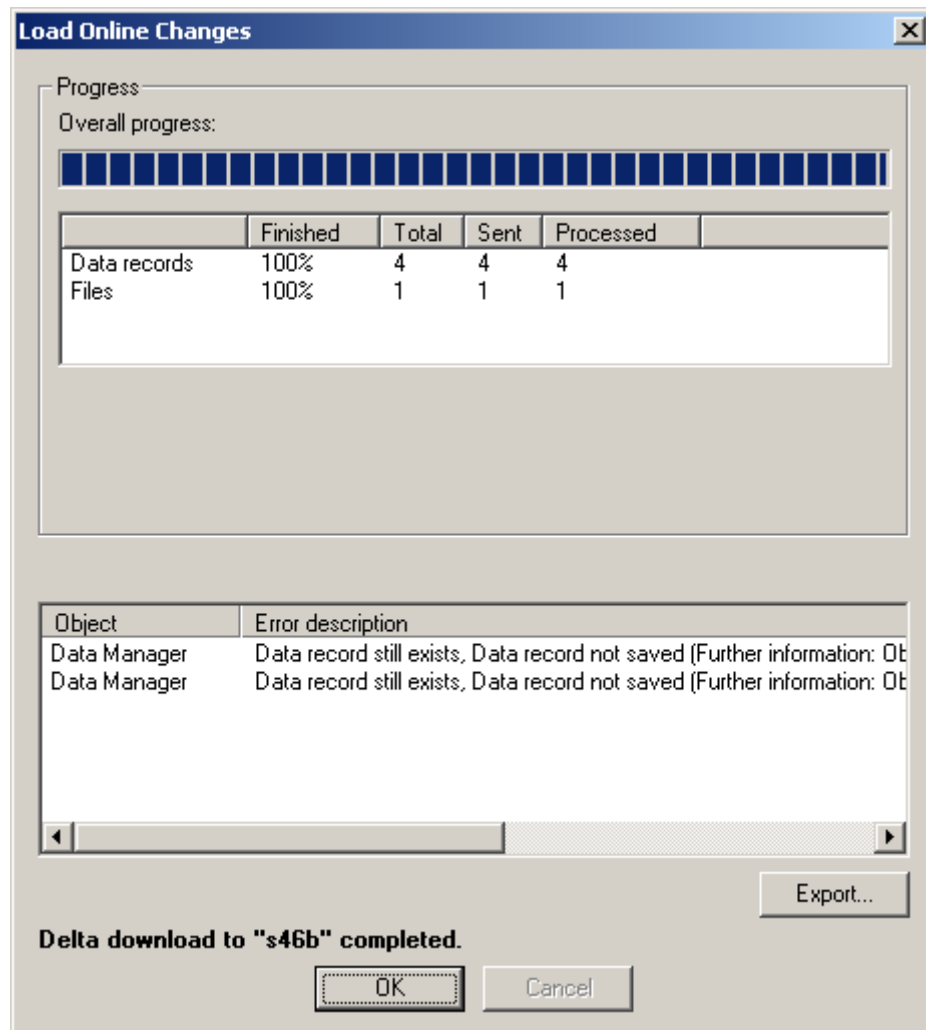 Load Online Changes
Progress
Overall progress:
Finished Total Sent Processed
Data records 100% 4 4 4
Files 100% 1 1 1
Object Error description
Data Manager Data record still exists, Data record not saved (Further information: Ob
Data Manager Data record still exists, Data record not saved (Further information: Ob
Export...
Delta download to "s46b" completed.
OK Cancel